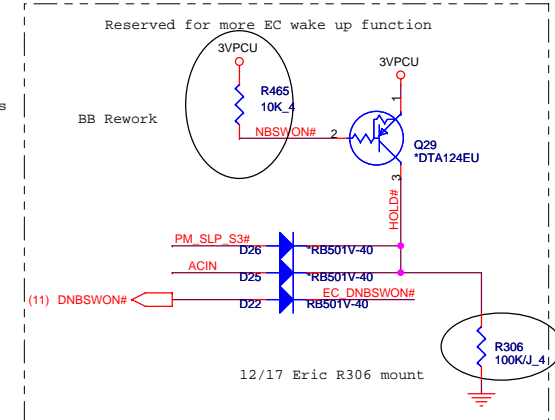 Reserved for more EC wake up function
3VPCU
3VPCU
s
R465
10K_4
1
BB Rework
NBSWON#
2
Q29
*DTA124EU
3
HOLD#
PM_SLP_S3#
D26
*RB501V-40
ACIN
D25
*RB501V-40
EC_DNBSWON#
(11) DNBSWON#
D22
RB501V-40
R306
100K/J_4
12/17 Eric R306 mount